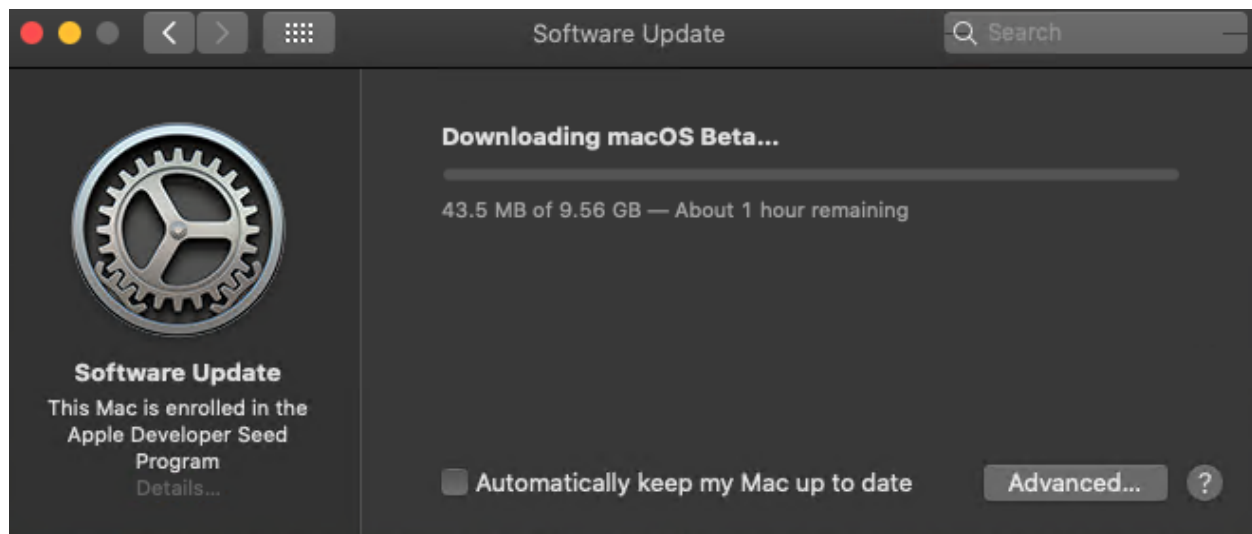 Software Update
Search
Downloading macOS Beta...
43.5 MB of 9.56 GB — About 1 hour remaining
Software Update
This Mac is enrolled in the
Apple Developer Seed
Program
Details...
Automatically keep my Mac up to date
Advanced...
?